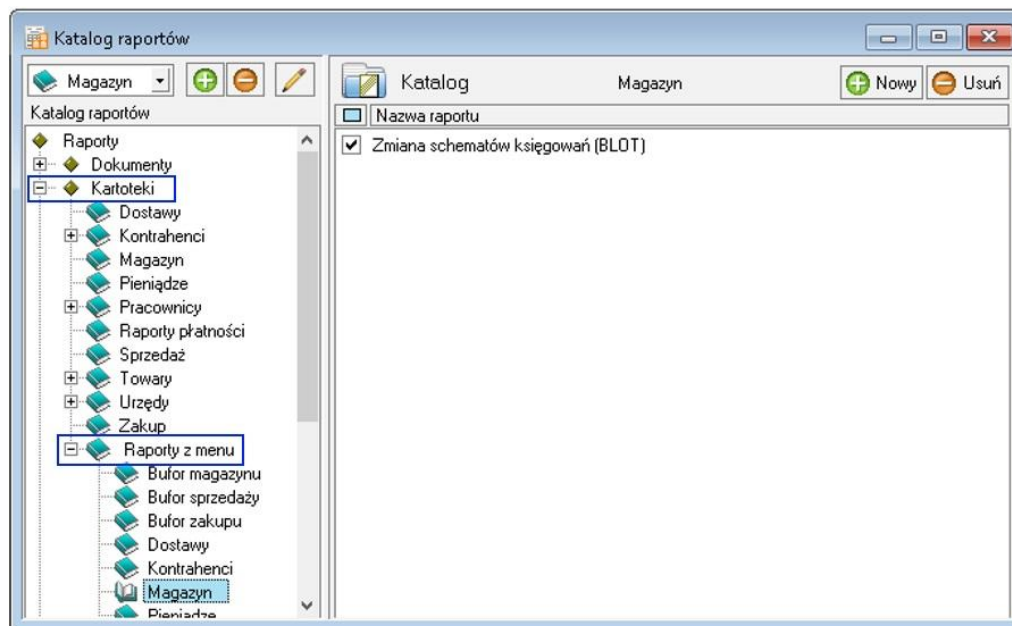 Katalog raportów
Magazyn
Katalog raportów
Raporty
Dokumenty
Kartoteki
Dostawy
Kontrahenci
Magazyn
Pieniądze
Pracownicy
Raporty płatności
Sprzedaż
Towary
Urzędy
Zakup
Raporty z menu
Bufor magazynu
Bufor sprzedaży
Bufor zakupu
Dostawy
Kontrahenci
Magazyn
Pieniądze
Katalog Magazyn Nowy Usuń
Nazwa raportu
Zmiana schematów księgowań (BLOT)